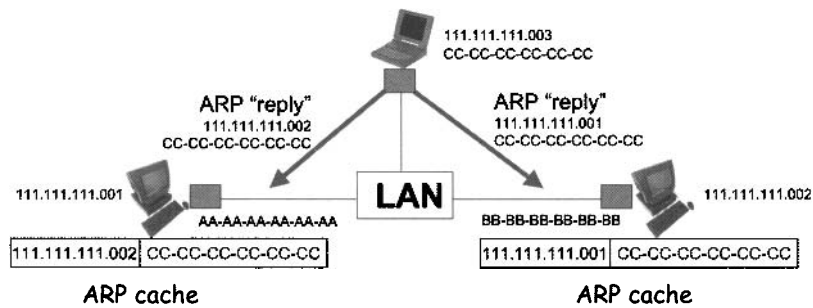 111.111.111.003
CC-CC-CC-CC-CC-CC
ARP "reply"
111.111.111.002
CC-CC-CC-CC-CC-CC
ARP "reply"
111.111.111.001
CC-CC-CC-CC-CC-CC
111.111.111.001
AA-AA-AA-AA-AA-AA
LAN
BB-BB-BB-BB-BB-BB
111.111.111.002
111.111.111.002 CC-CC-CC-CC-CC-CC
111.111.111.001 CC-CC-CC-CC-CC-CC
ARP cache
ARP cache